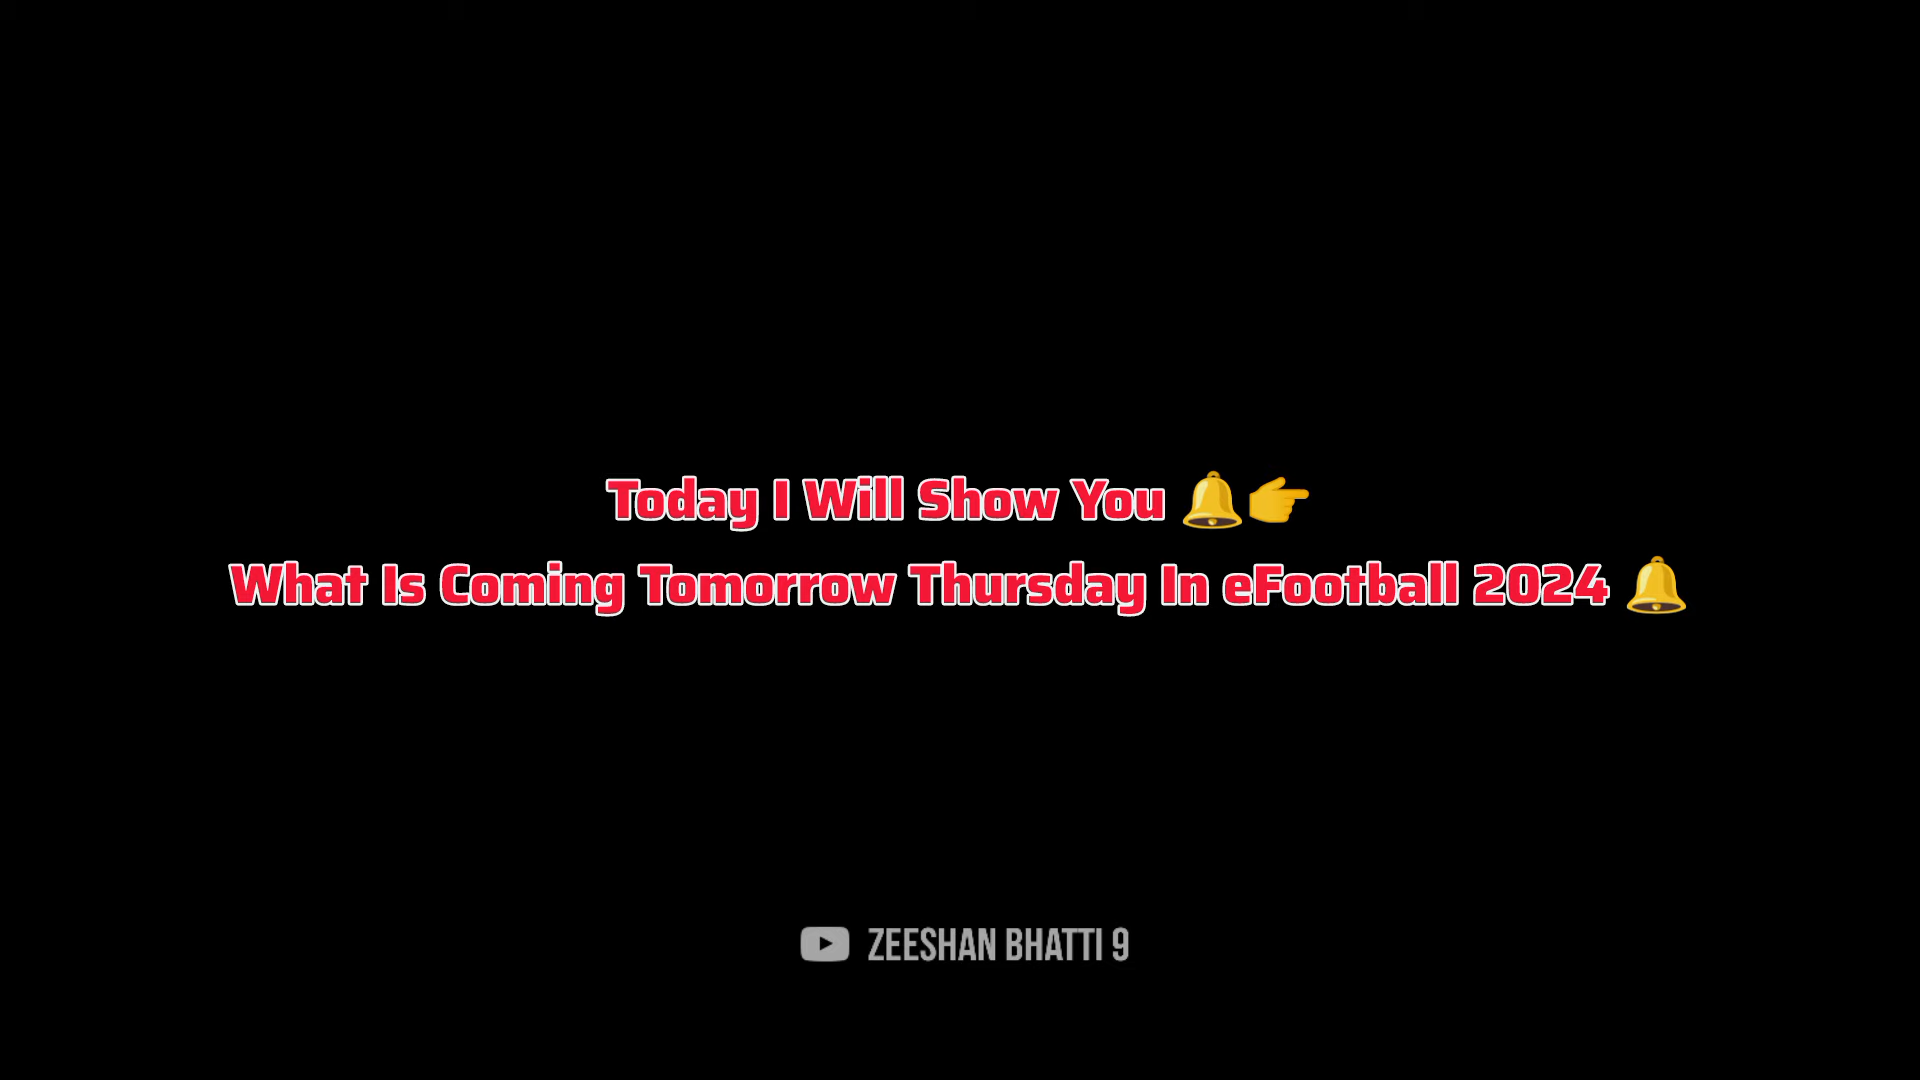 Today I Will Show You 🔔👉
What Is Coming Tomorrow Thursday In eFootball 2024 🔔
ZEESHAN BHATTI 9